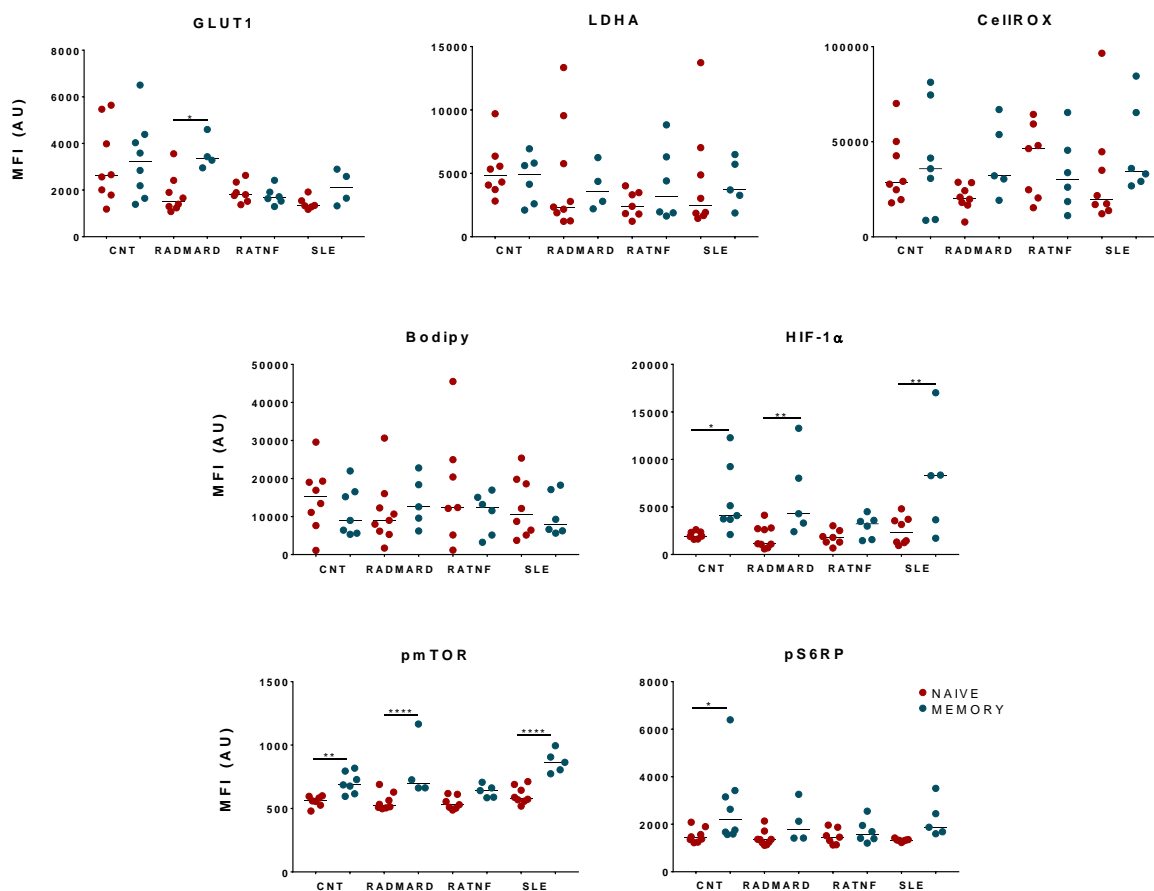 GLUT1
MFI (AU)
8000
6000
4000
2000
0
*
CNT RADMARD RATNF SLE
LDHA
15000
10000
5000
0
CNT RADMARD RATNF SLE
CellROX
100000
50000
0
CNT RADMARD RATNF SLE
Bodipy
MFI (AU)
50000
40000
30000
20000
10000
0
CNT RADMARD RATNF SLE
HIF-1α
20000
15000
10000
5000
0
*
**
**
CNT RADMARD RATNF SLE
pmTOR
MFI (AU)
1500
1000
500
0
**
****
****
CNT RADMARD RATNF SLE
pS6RP
8000
6000
4000
2000
0
*
CNT RADMARD RATNF SLE
NAIVE
MEMORY